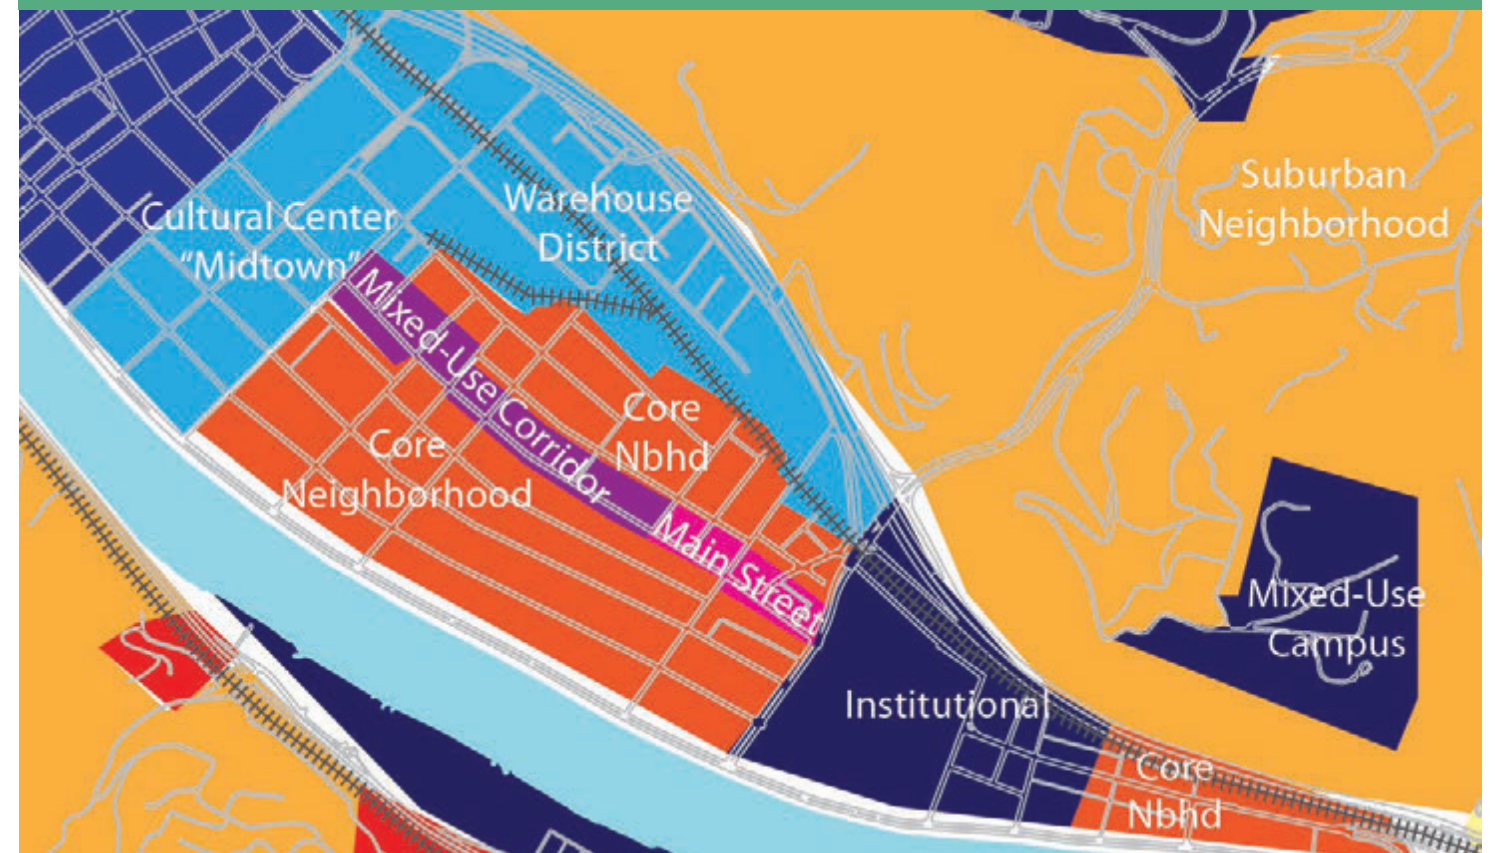 Suburban
Neighborhood
Warehouse
District
Cultural Center
“Midtown”
Mixed-Use Corridor
Core
Nbhd
Core
Neighborhood
Main Street
Mixed-Use
Campus
Institutional
Core
Nbhd